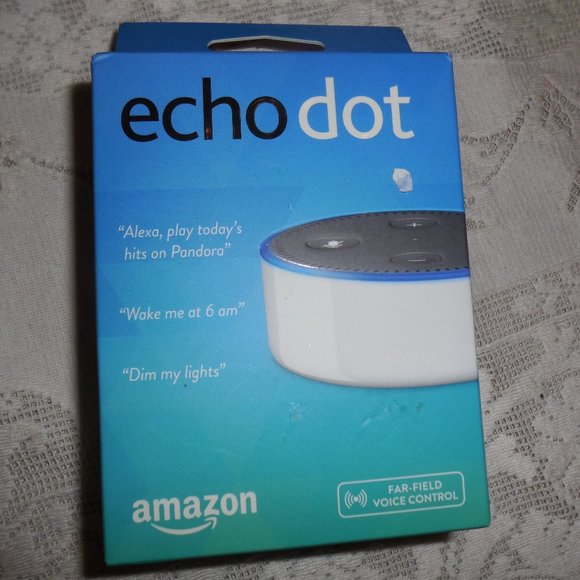 echo dot
“Alexa, play today’s
hits on Pandora”
“Wake me at 6 am”
“Dim my lights”
amazon
FAR-FIELD
VOICE CONTROL